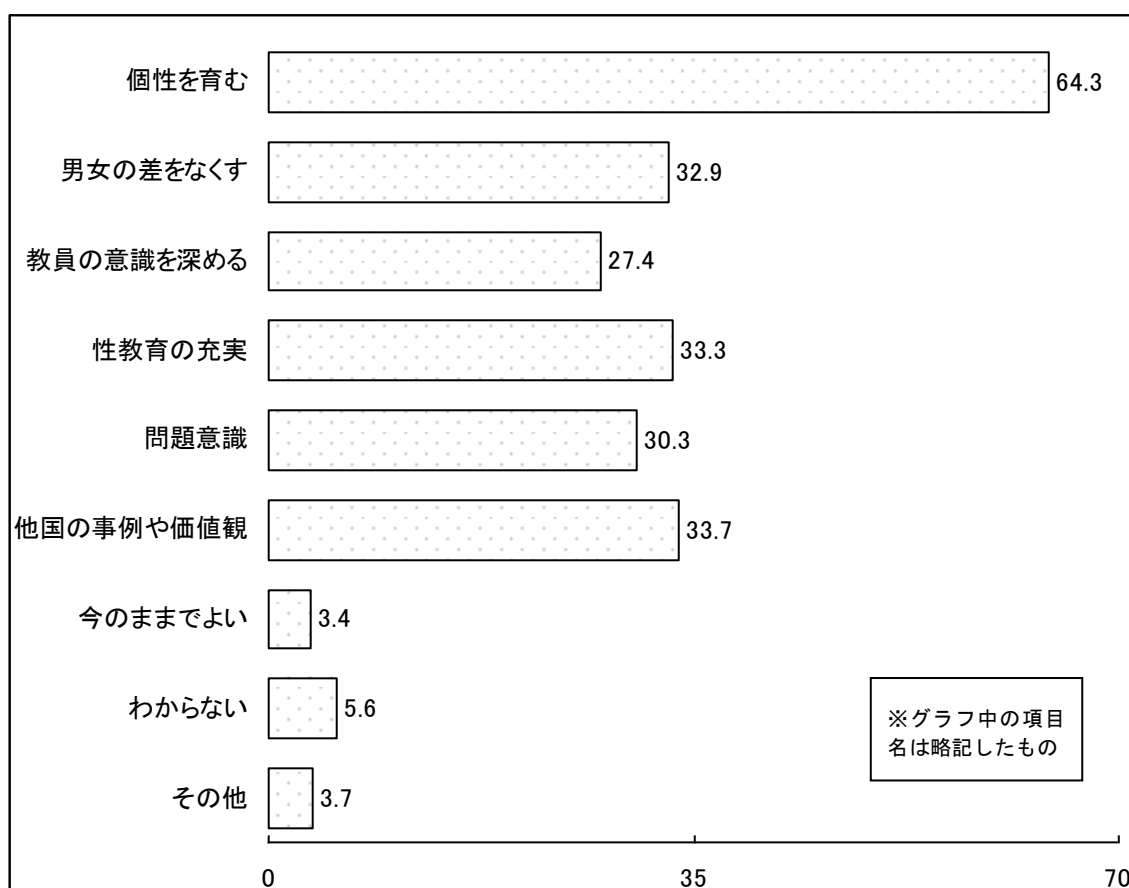 個性を育む 64.3
男女の差をなくす 32.9
教員の意識を深める 27.4
性教育の充実 33.3
問題意識 30.3
他国の事例や価値観 33.7
今のままでよい 3.4
わからない 5.6
その他 3.7
※グラフ中の項目
名は略記したもの
0 35 70